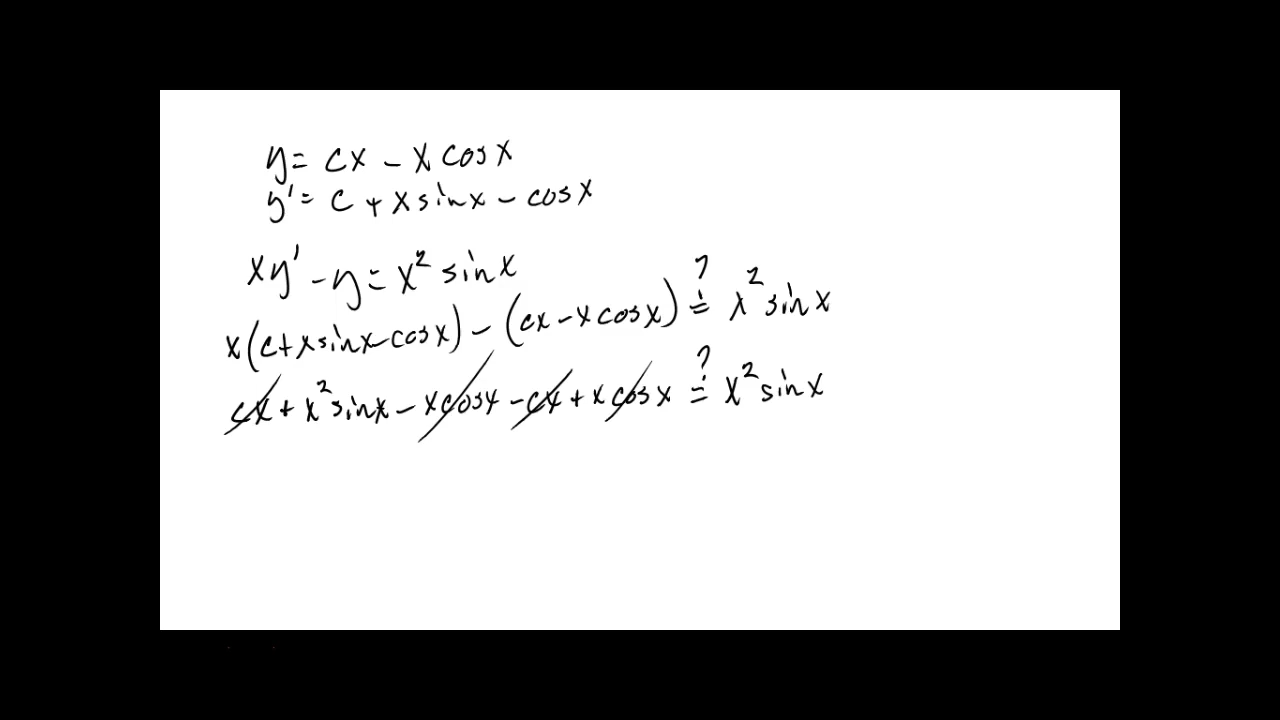 y = cx - x cos x
y' = c + x sin x - cos x
xy' - y = x² sin x
x(c + x sin x - cos x) - (cx - x cos x) ≟ x² sin x
cx + x² sin x - x cos x - cx + x cos x ≟ x² sin x